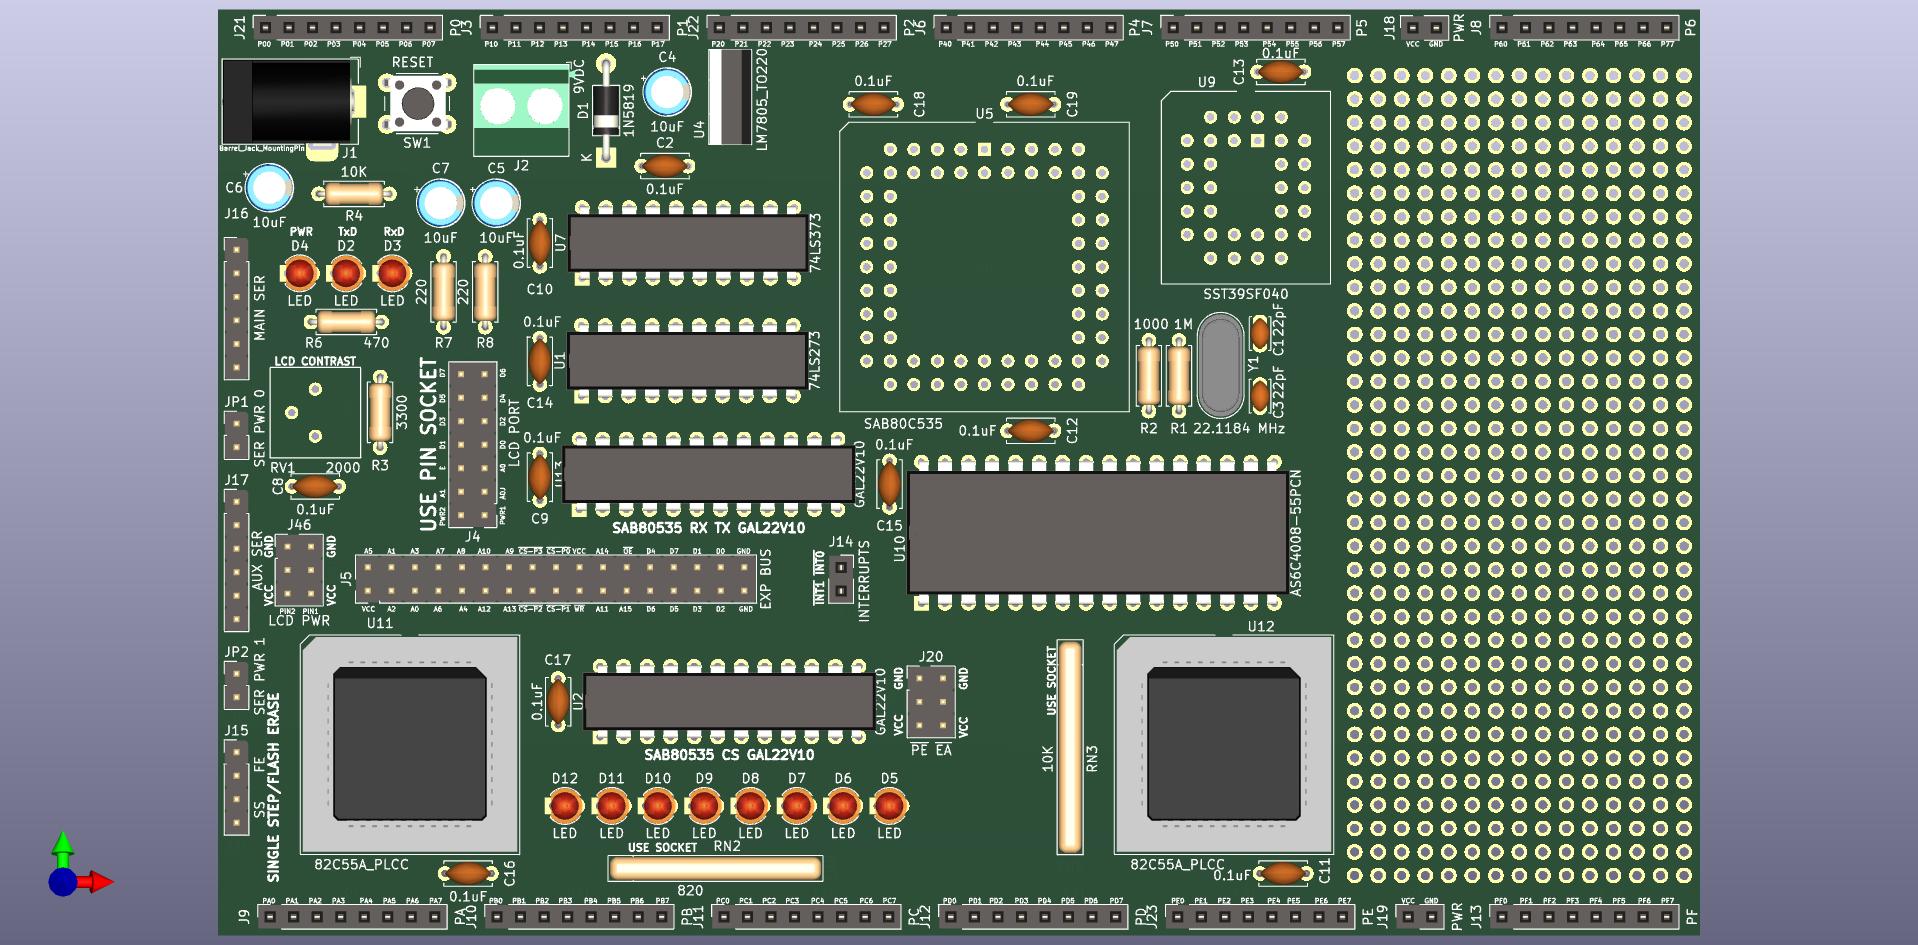 J21 P00 P01 P02 P03 P04 P05 P06 P07 P0
J3 P10 P11 P12 P13 P14 P15 P16 P17 P1
J22 P20 P21 P22 P23 P24 P25 P26 P27 P2
J6 P40 P41 P42 P43 P44 P45 P46 P47 P4
J7 P50 P51 P52 P53 P54 P55 P56 P57 P5
J18 VCC GND PWR
J8 P60 P61 P62 P63 P64 P65 P66 P77 P6
Barrel_Jack_MountingPin
J1
RESET
SW1
9VDC
J2
D1
1N5819
K
C4
10uF
C2
0.1uF
U4
LM7805_TO220
0.1uF
C18
0.1uF
C19
U5
SAB80C535
C13
0.1uF
U9
SST39SF040
C6
10uF
10K
R4
C7
10uF
C5
10uF
J16
MAIN SER
PWR TxD RxD
D4 D2 D3
LED LED LED
R6 470
220
R7
220
R8
0.1uF
C10
U7
74LS373
0.1uF
C14
U1
74LS273
1000 1M
R2 R1
22.1184 MHz
Y1
C1
22pF
C3
22pF
0.1uF
C12
LCD CONTRAST
RV1 2000
3300
R3
JP1
SER PWR 0
C8
0.1uF
USE PIN SOCKET
D7 D6
D5 D4
D3 D2
D1 D0
E A0
A1 A0/
PWR2 PWR1
LCD PORT
J4
0.1uF
C9
U13
GAL22V10
SAB80535 RX TX GAL22V10
0.1uF
C15
U10
AS6C4008-55PCN
J17
AUX SER
J46
GND GND
VCC VCC
PIN2 PIN1
LCD PWR
J5
A5 A1 A3 A7 A8 A10 A9 CS-P3 CS-P0 VCC A14 OE D4 D7 D1 D0 GND
VCC A2 A0 A6 A4 A12 A13 CS-P2 CS-P1 WR A11 A15 D6 D5 D3 D2 GND
EXP BUS
J14
INT1 INT0
INTERRUPTS
JP2
SER PWR 1
J15
SS FE
SINGLE STEP/FLASH ERASE
U11
82C55A_PLCC
C16
0.1uF
C17
0.1uF
U2
GAL22V10
SAB80535 CS GAL22V10
J20
GND GND
VCC VCC
PE EA
D12 D11 D10 D9 D8 D7 D6 D5
LED LED LED LED LED LED LED LED
USE SOCKET RN2
820
USE SOCKET
10K
RN3
U12
82C55A_PLCC
0.1uF
C11
J9 PA0 PA1 PA2 PA3 PA4 PA5 PA6 PA7 PA
J10 PB0 PB1 PB2 PB3 PB4 PB5 PB6 PB7 PB
J11 PC0 PC1 PC2 PC3 PC4 PC5 PC6 PC7 PC
J12 PD0 PD1 PD2 PD3 PD4 PD5 PD6 PD7 PD
J23 PE0 PE1 PE2 PE3 PE4 PE5 PE6 PE7 PE
J19 VCC GND PWR
J13 PF0 PF1 PF2 PF3 PF4 PF5 PF6 PF7 PF